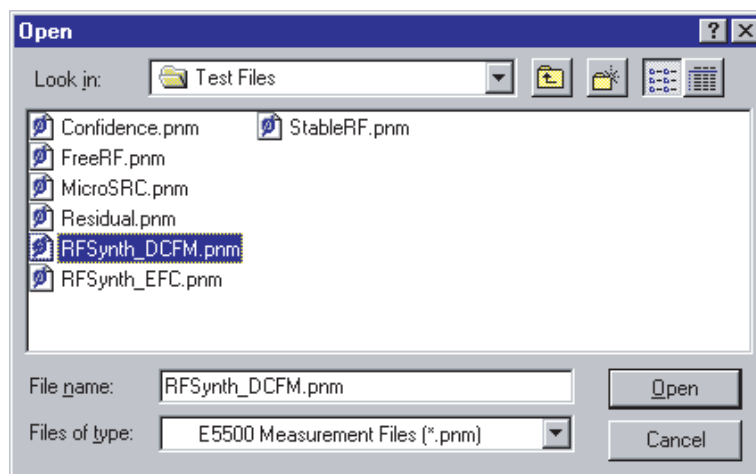 Open
Look in: Test Files
Confidence.pnm StableRF.pnm
FreeRF.pnm
MicroSRC.pnm
Residual.pnm
RFSynth_DCFM.pnm
RFSynth_EFC.pnm
File name: RFSynth_DCFM.pnm Open
Files of type: E5500 Measurement Files (*.pnm) Cancel